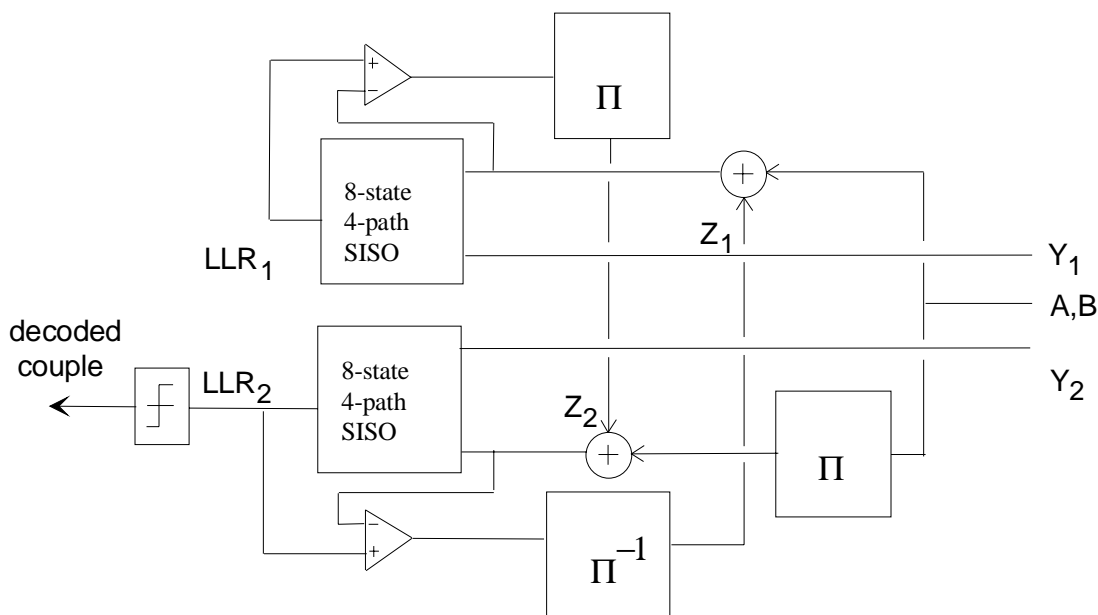 +
−
Π
8-state
4-path
SISO
+
LLR₁
Z₁
Y₁
A,B
decoded
couple
LLR₂
8-state
4-path
SISO
Z₂
Y₂
+
Π
−
+
Π⁻¹